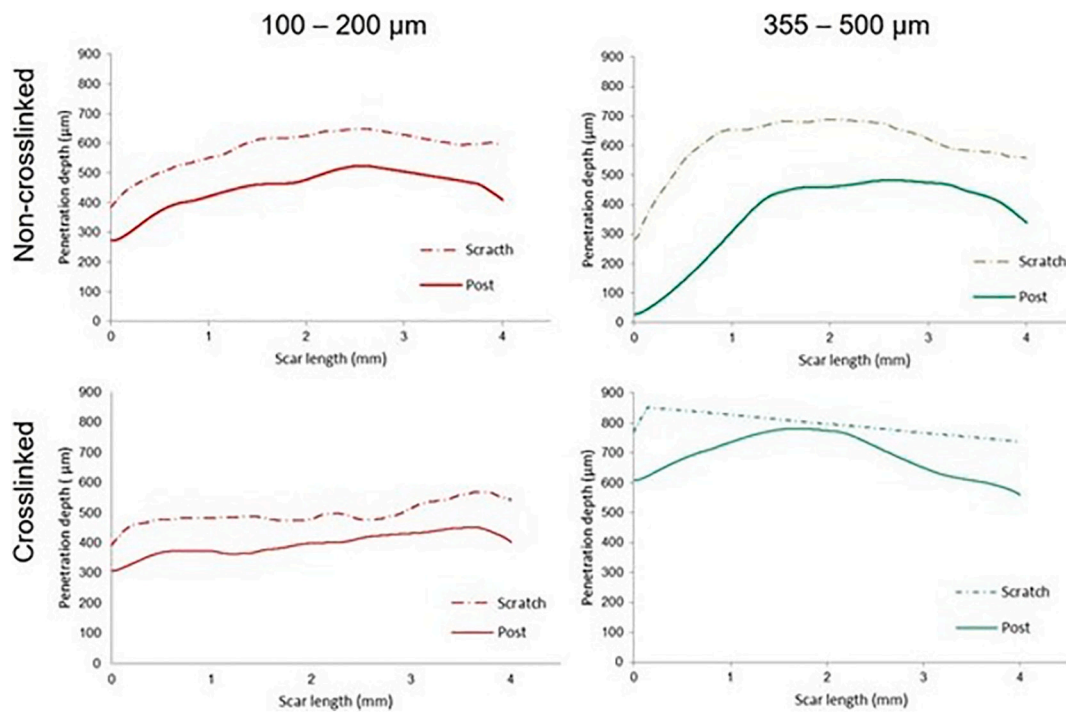 100 – 200 µm
355 – 500 µm
Non-crosslinked
Penetration depth (µm)
900
800
700
600
500
400
300
200
100
0
0 1 2 3 4
Scar length (mm)
Scracth
Post
Penetration depth (µm)
900
800
700
600
500
400
300
200
100
0
0 1 2 3 4
Scar length (mm)
Scratch
Post
Crosslinked
Penetration depth ( µm)
900
800
700
600
500
400
300
200
100
0
0 1 2 3 4
Scar length (mm)
Scratch
Post
Penetration depth (µm)
900
800
700
600
500
400
300
200
100
0
0 1 2 3 4
Scar length (mm)
Scratch
Post